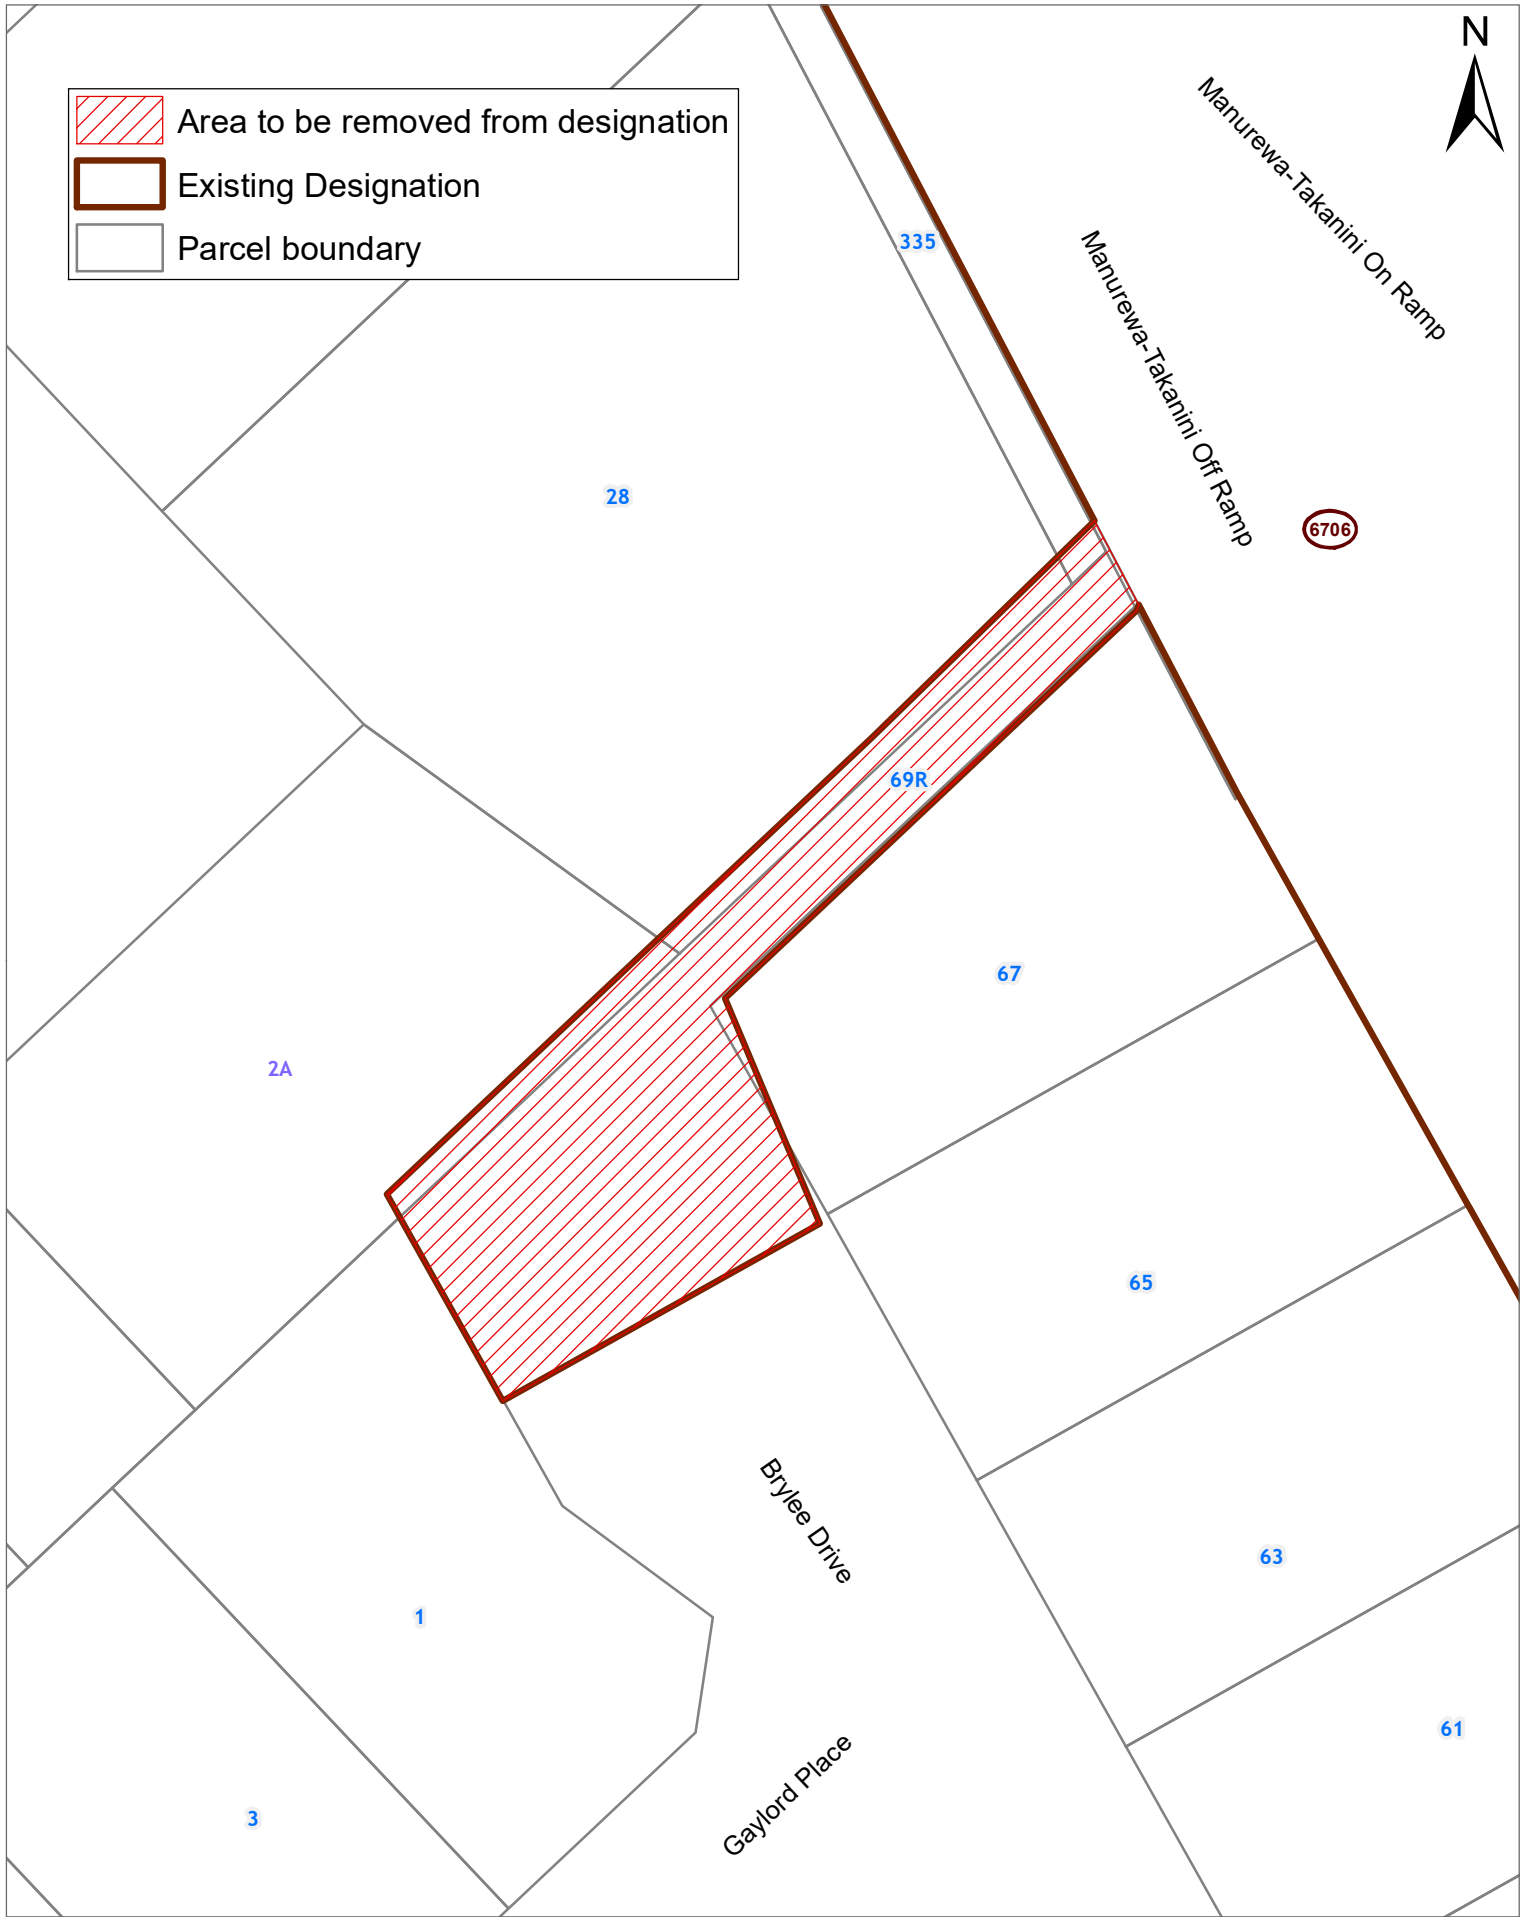 N
Area to be removed from designation
Existing Designation
Parcel boundary
Manurewa-Takanini On Ramp
Manurewa-Takanini Off Ramp
335
28
6706
69R
67
2A
65
Brylee Drive
63
1
61
Gaylord Place
3